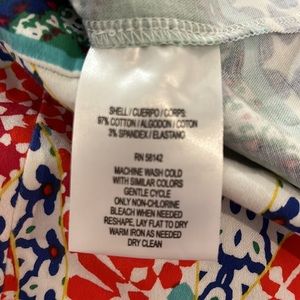 SHELL / CUERPO / CORPS:
97% COTTON / ALGODON / COTON
3% SPANDEX / ELASTANO
RN 56142
MACHINE WASH COLD
WITH SIMILAR COLORS
GENTLE CYCLE
ONLY NON-CHLORINE
BLEACH WHEN NEEDED
RESHAPE, LAY FLAT TO DRY
WARM IRON AS NEEDED
DRY CLEAN